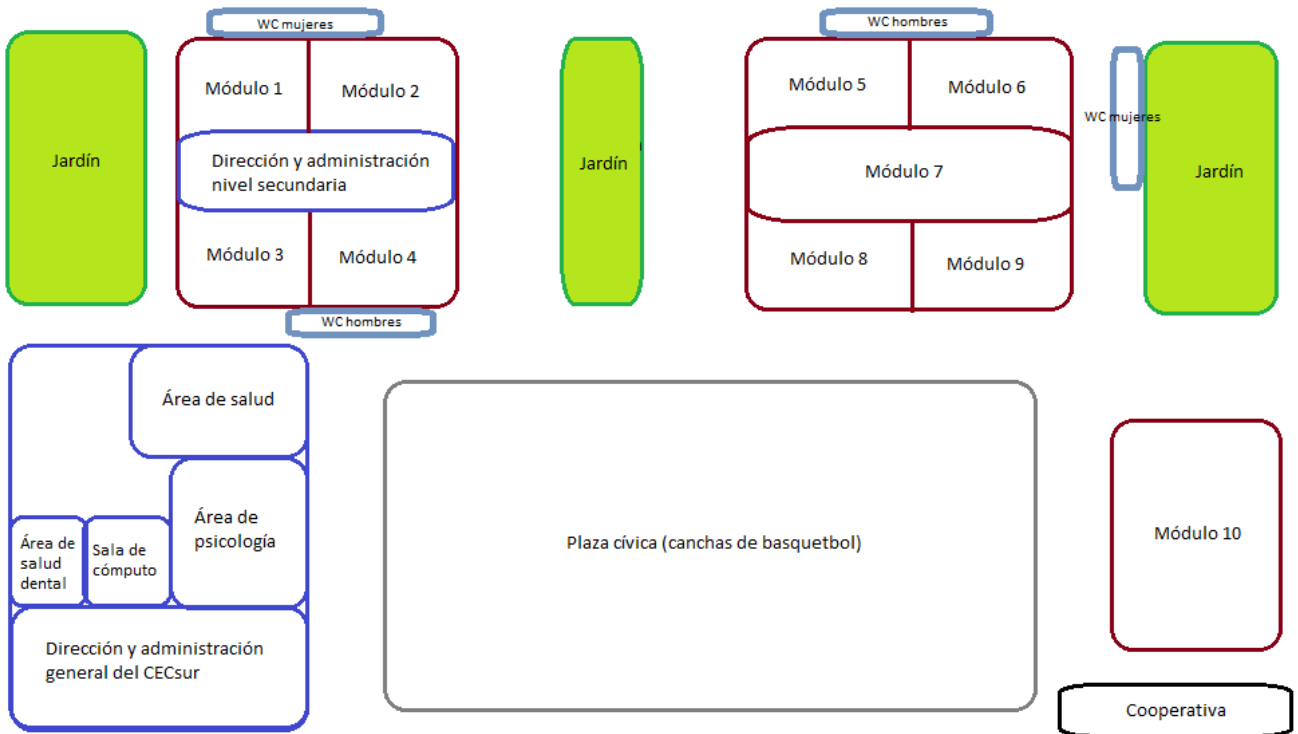 WC mujeres
WC hombres
Módulo 1
Módulo 2
Módulo 5
Módulo 6
WC mujeres
Jardín
Dirección y administración
nivel secundaria
Jardín
Módulo 7
Jardín
Módulo 3
Módulo 4
Módulo 8
Módulo 9
WC hombres
Área de salud
Área de
psicología
Área de
salud
dental
Sala de
cómputo
Plaza cívica (canchas de basquetbol)
Módulo 10
Dirección y administración
general del CECsur
Cooperativa